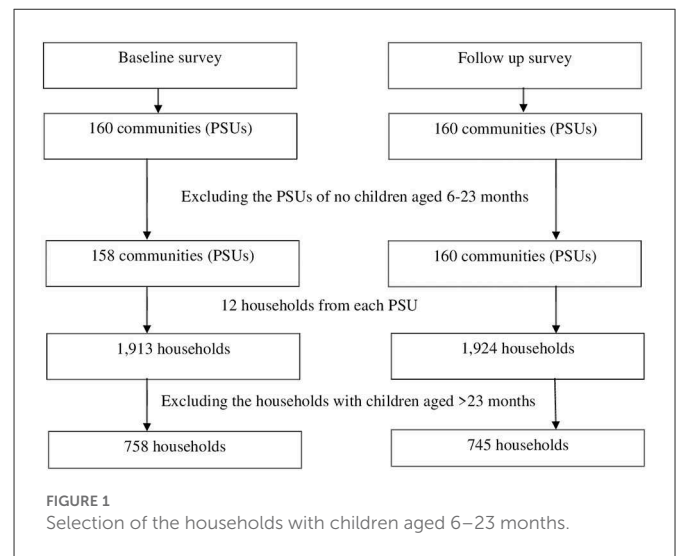 Baseline survey
Follow up survey
160 communities (PSUs)
160 communities (PSUs)
Excluding the PSUs of no children aged 6-23 months
158 communities (PSUs)
160 communities (PSUs)
12 households from each PSU
1,913 households
1,924 households
Excluding the households with children aged >23 months
758 households
745 households
FIGURE 1
Selection of the households with children aged 6–23 months.